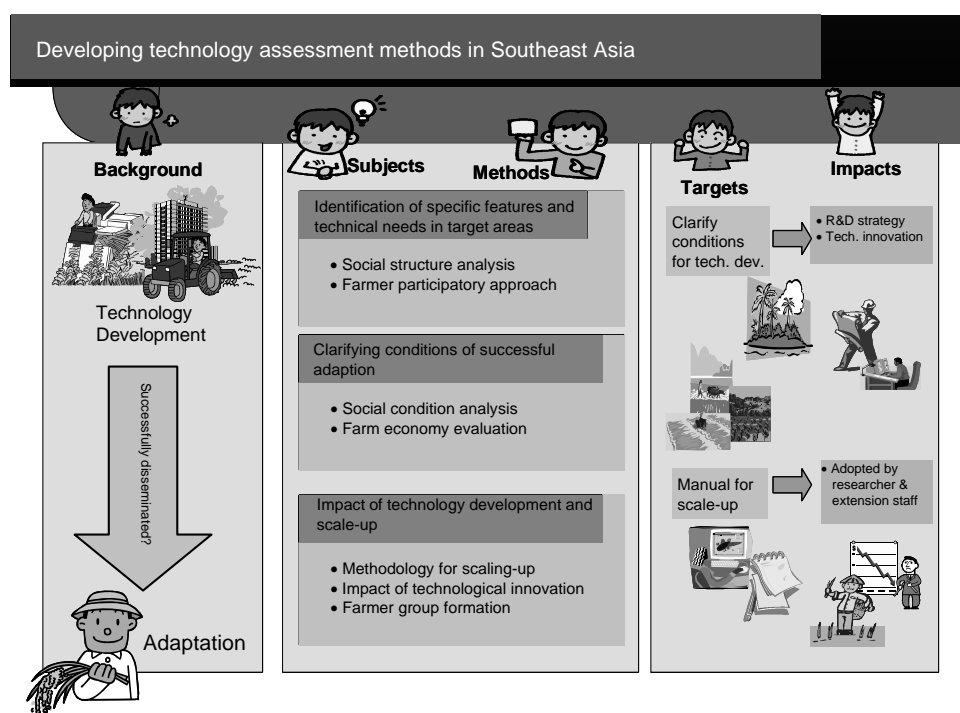 Developing technology assessment methods in Southeast Asia
Background
Technology
Development
Successfully disseminated?
Adaptation
Subjects
Methods
Identification of specific features and
technical needs in target areas
• Social structure analysis
• Farmer participatory approach
Clarifying conditions of successful
adaption
• Social condition analysis
• Farm economy evaluation
Impact of technology development and
scale-up
• Methodology for scaling-up
• Impact of technological innovation
• Farmer group formation
Targets
Impacts
Clarify
conditions
for tech. dev.
• R&D strategy
• Tech. innovation
Manual for
scale-up
• Adopted by
researcher &
extension staff
$